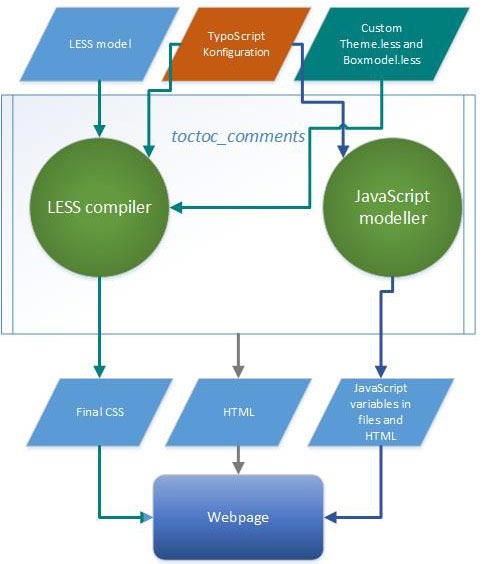 LESS model
TypoScript
Konfiguration
Custom
Theme.less and
Boxmodel.less
toctoc_comments
LESS compiler
JavaScript
modeller
Final CSS
HTML
JavaScript
variables in
files and
HTML
Webpage